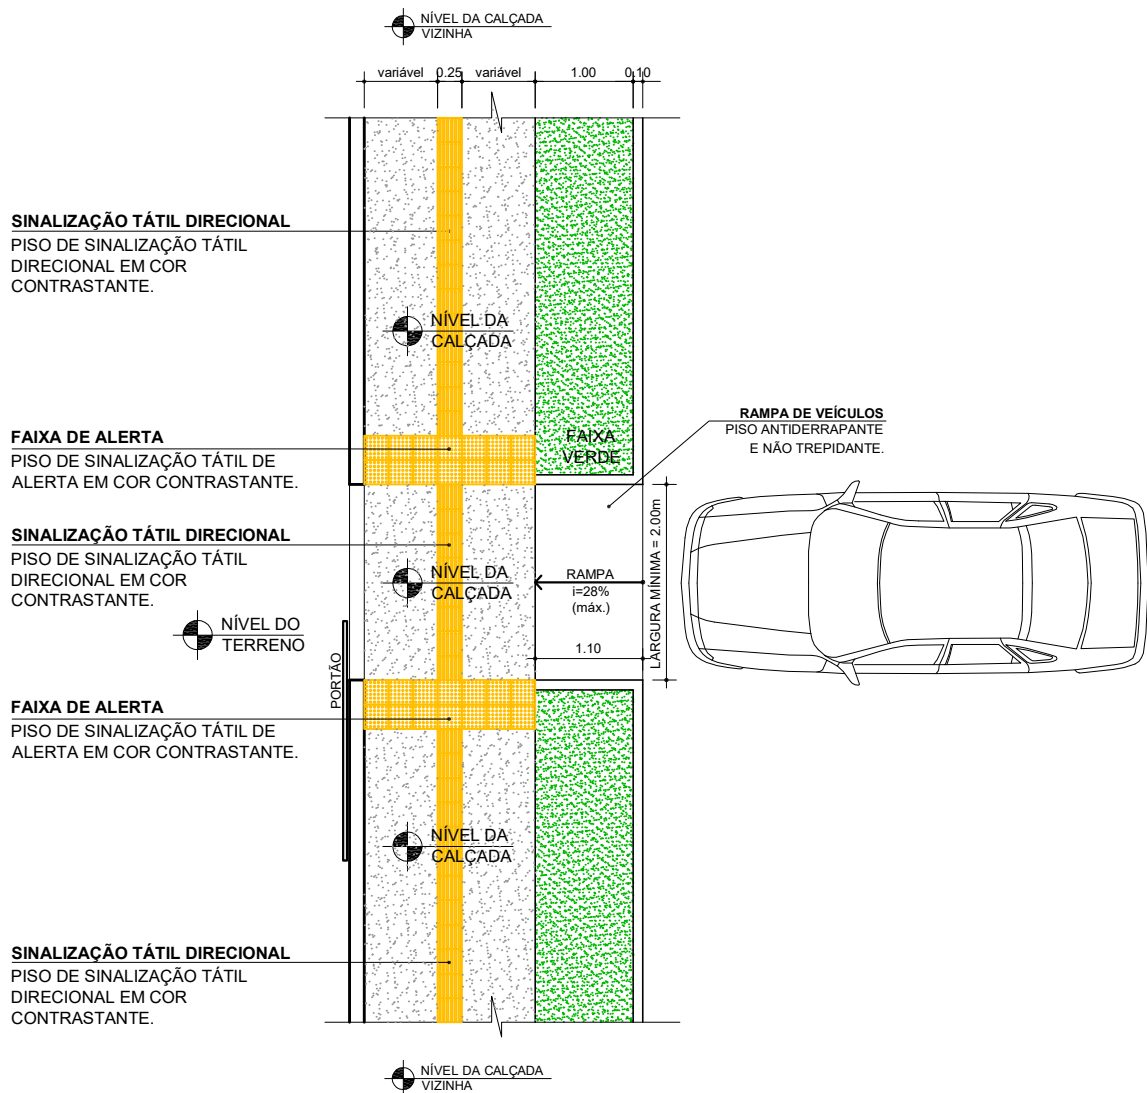 NÍVEL DA CALÇADA
VIZINHA
variável
0.25
variável
1.00
0.10
SINALIZAÇÃO TÁTIL DIRECIONAL
PISO DE SINALIZAÇÃO TÁTIL
DIRECIONAL EM COR
CONTRASTANTE.
NÍVEL DA
CALÇADA
RAMPA DE VEÍCULOS
PISO ANTIDERRAPANTE
E NÃO TREPIDANTE.
FAIXA
VERDE
FAIXA DE ALERTA
PISO DE SINALIZAÇÃO TÁTIL DE
ALERTA EM COR CONTRASTANTE.
SINALIZAÇÃO TÁTIL DIRECIONAL
PISO DE SINALIZAÇÃO TÁTIL
DIRECIONAL EM COR
CONTRASTANTE.
NÍVEL DA
CALÇADA
RAMPA
i=28%
(máx.)
LARGURA MÍNIMA = 2.00m
NÍVEL DO
TERRENO
1.10
PORTÃO
FAIXA DE ALERTA
PISO DE SINALIZAÇÃO TÁTIL DE
ALERTA EM COR CONTRASTANTE.
NÍVEL DA
CALÇADA
SINALIZAÇÃO TÁTIL DIRECIONAL
PISO DE SINALIZAÇÃO TÁTIL
DIRECIONAL EM COR
CONTRASTANTE.
NÍVEL DA CALÇADA
VIZINHA